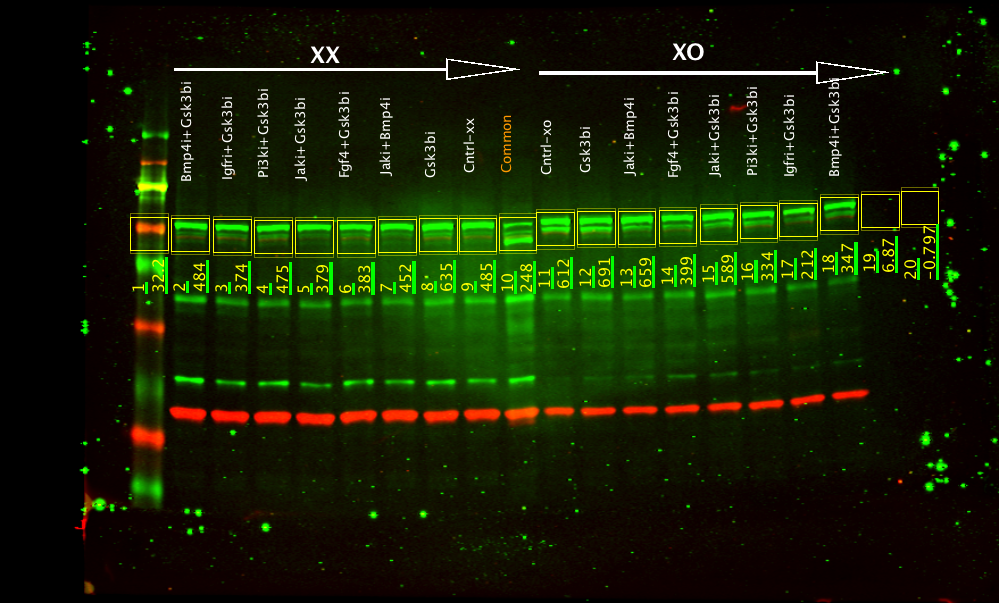 XX
XO
Bmp4i+Gsk3bi
Igfri+Gsk3bi
Pi3ki+Gsk3bi
Jaki+Gsk3bi
Fgf4+Gsk3bi
Jaki+Bmp4i
Gsk3bi
Cntrl-xx
Common
Cntrl-xo
Gsk3bi
Jaki+Bmp4i
Fgf4+Gsk3bi
Jaki+Gsk3bi
Pi3ki+Gsk3bi
Igfri+Gsk3bi
Bmp4i+Gsk3bi
1
32.2
2
484
3
374
4
475
5
379
6
383
7
452
8
635
9
485
10
248
11
612
12
691
13
659
14
399
15
589
16
334
17
212
18
347
19
6.87
20
-0.797